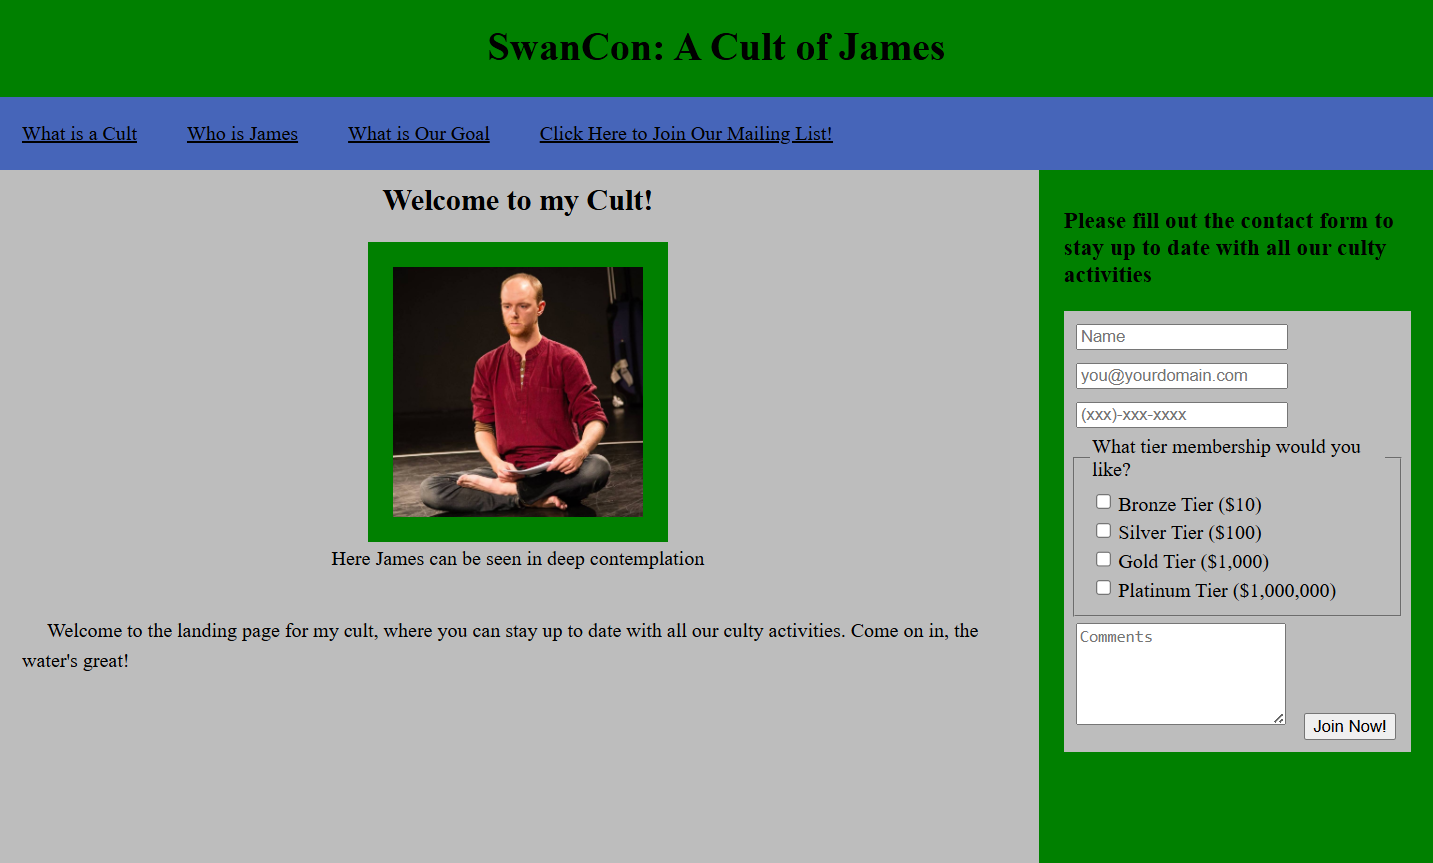 SwanCon: A Cult of James
What is a Cult
Who is James
What is Our Goal
Click Here to Join Our Mailing List!
Welcome to my Cult!
Here James can be seen in deep contemplation
Welcome to the landing page for my cult, where you can stay up to date with all our culty activities. Come on in, the
water's great!
Please fill out the contact form to
stay up to date with all our culty
activities
Name
you@yourdomain.com
(xxx)-xxx-xxxx
What tier membership would you
like?
Bronze Tier ($10)
Silver Tier ($100)
Gold Tier ($1,000)
Platinum Tier ($1,000,000)
Comments
Join Now!